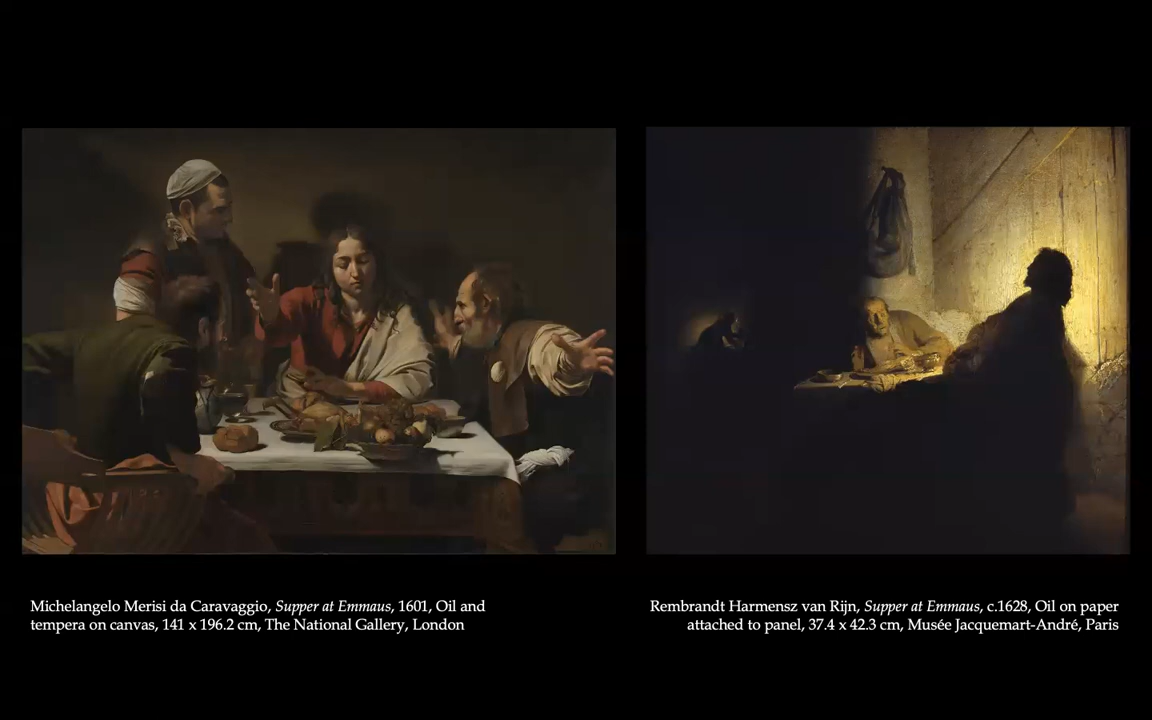 Michelangelo Merisi da Caravaggio, Supper at Emmaus, 1601, Oil and
tempera on canvas, 141 x 196.2 cm, The National Gallery, London
Rembrandt Harmensz van Rijn, Supper at Emmaus, c.1628, Oil on paper
attached to panel, 37.4 x 42.3 cm, Musée Jacquemart-André, Paris